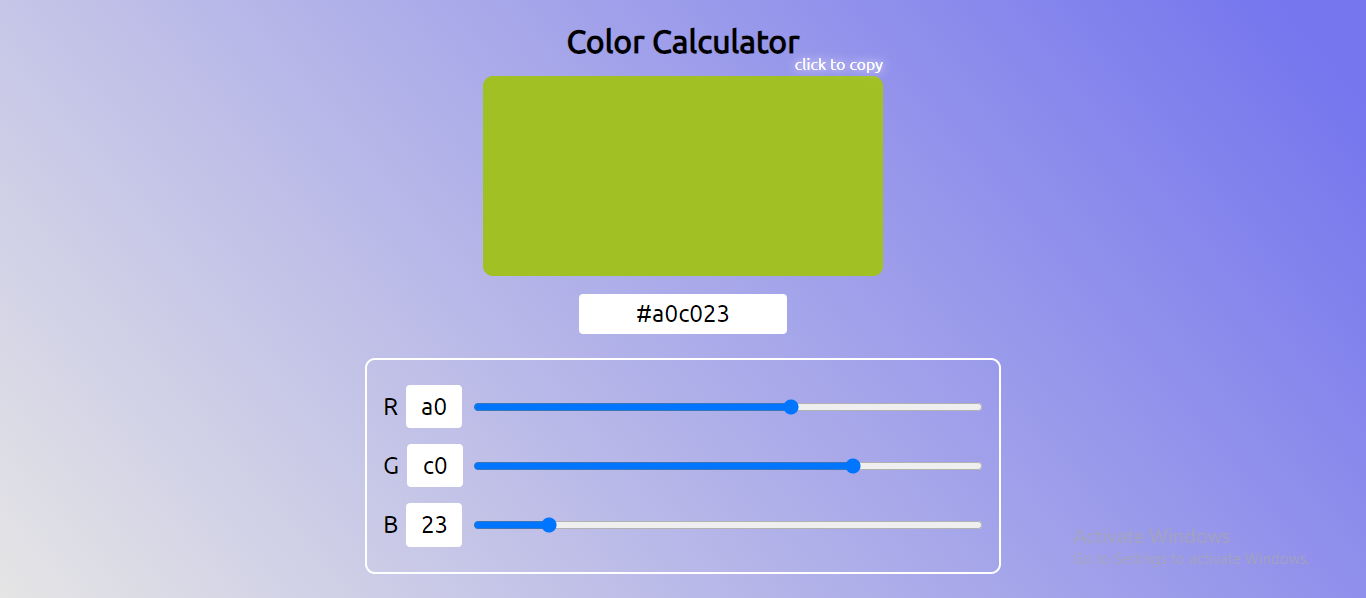 Color Calculator
click to copy
#a0c023
R a0
G c0
B 23
Activate Windows
Go to Settings to activate Windows.